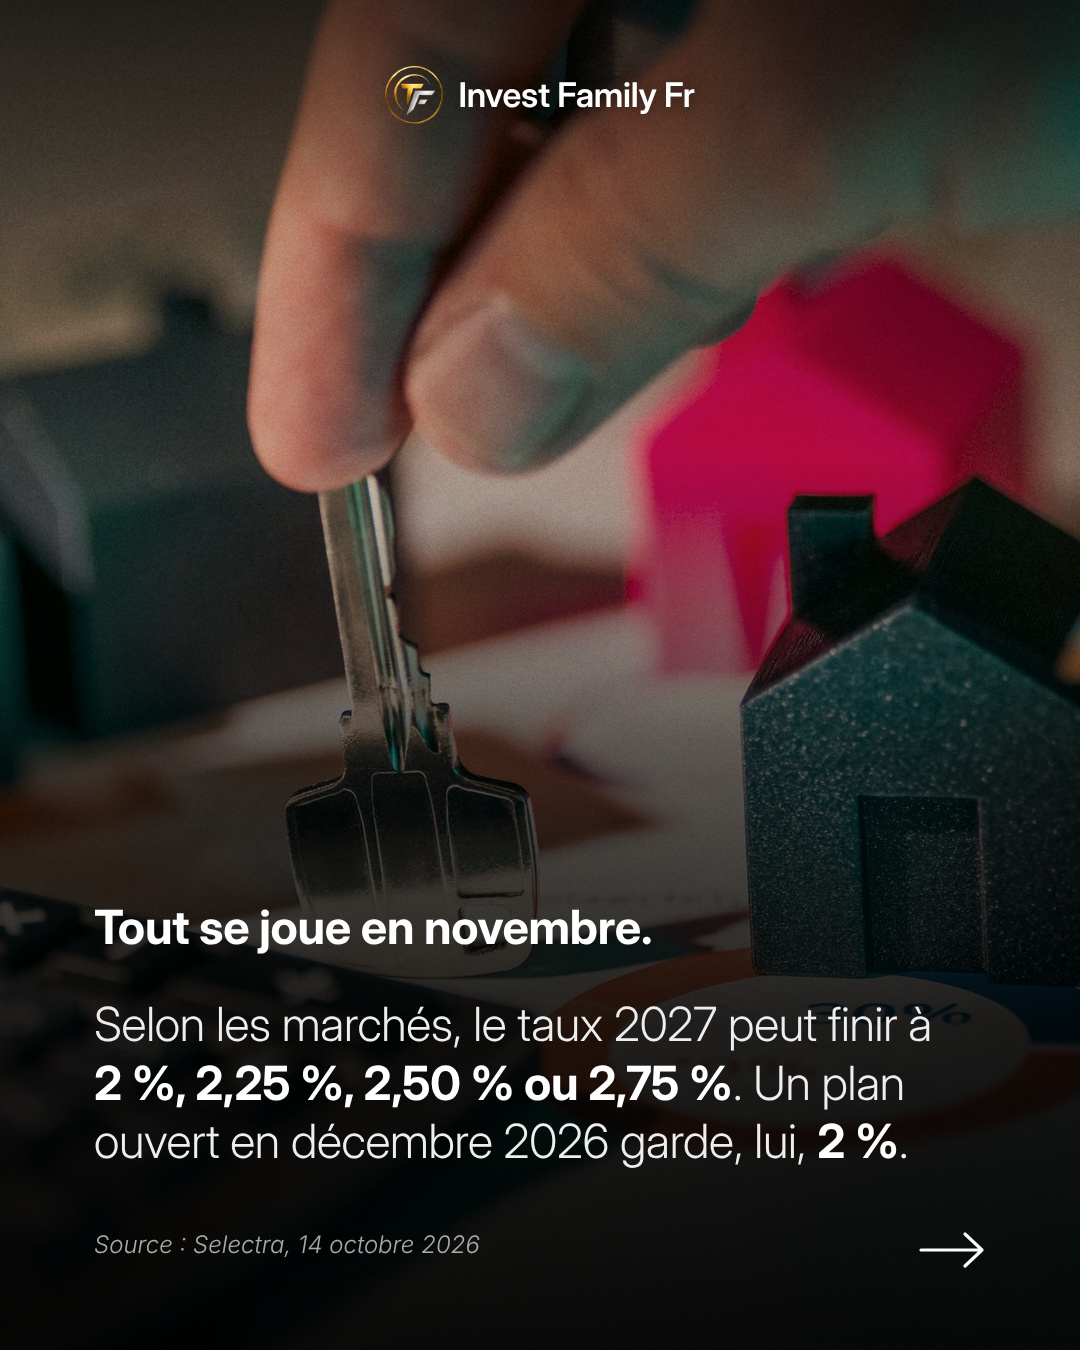 Invest Family Fr
Tout se joue en novembre.
Selon les marchés, le taux 2027 peut finir à
2 %, 2,25 %, 2,50 % ou 2,75 %. Un plan
ouvert en décembre 2026 garde, lui, 2 %.
Source : Selectra, 14 octobre 2026